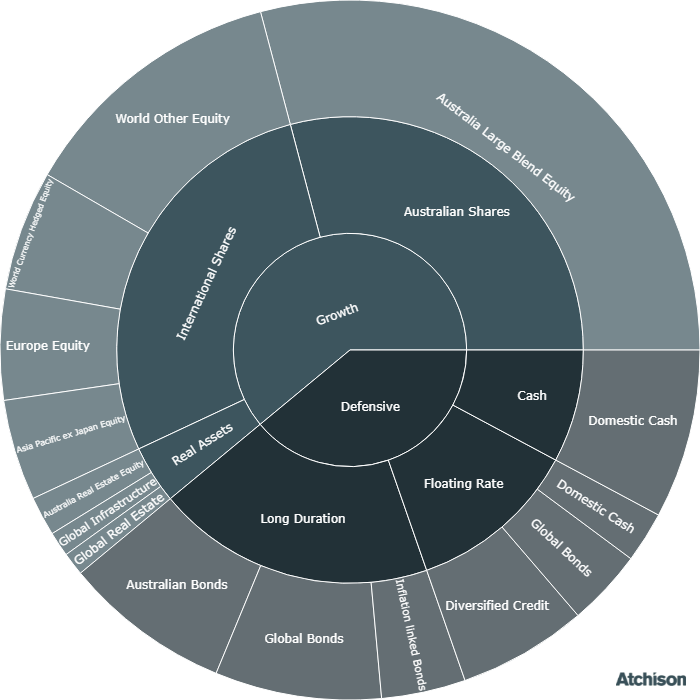 Growth
Defensive
Australian Shares
International Shares
Real Assets
Long Duration
Floating Rate
Cash
Australia Large Blend Equity
World Other Equity
World Currency Hedged Equity
Europe Equity
Asia Pacific ex Japan Equity
Australia Real Estate Equity
Global Infrastructure
Global Real Estate
Australian Bonds
Global Bonds
Inflation linked Bonds
Diversified Credit
Global Bonds
Domestic Cash
Domestic Cash
Atchison